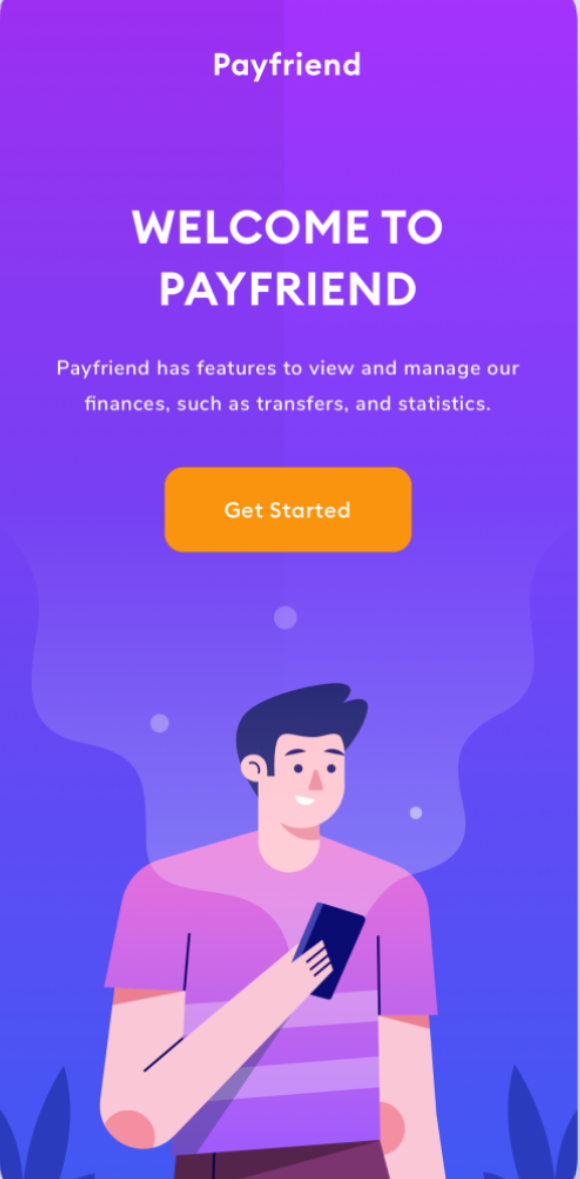 Payfriend
WELCOME TO
PAYFRIEND
Payfriend has features to view and manage our
finances, such as transfers, and statistics.
Get Started